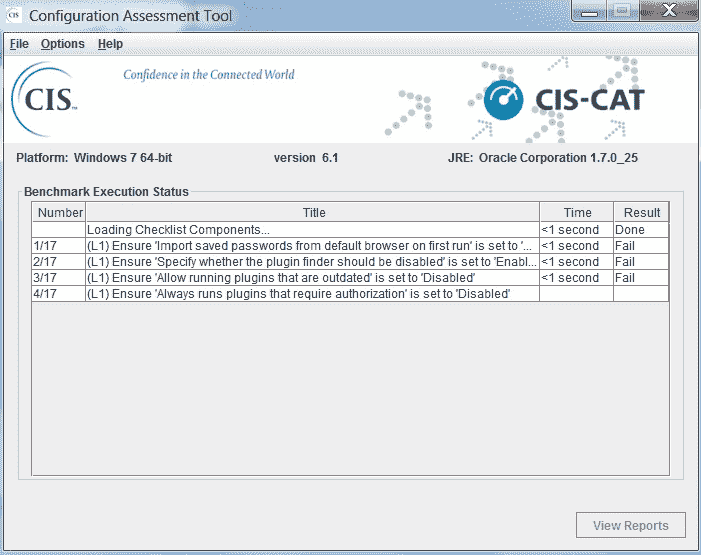 CIS Configuration Assessment Tool
File Options Help
CIS™ Confidence in the Connected World CIS-CAT
Platform: Windows 7 64-bit version 6.1 JRE: Oracle Corporation 1.7.0_25
Benchmark Execution Status
Number Title Time Result
Loading Checklist Components... <1 second Done
1/17 (L1) Ensure 'Import saved passwords from default browser on first run' is set to '... <1 second Fail
2/17 (L1) Ensure 'Specify whether the plugin finder should be disabled' is set to 'Enabl... <1 second Fail
3/17 (L1) Ensure 'Allow running plugins that are outdated' is set to 'Disabled' <1 second Fail
4/17 (L1) Ensure 'Always runs plugins that require authorization' is set to 'Disabled'
View Reports